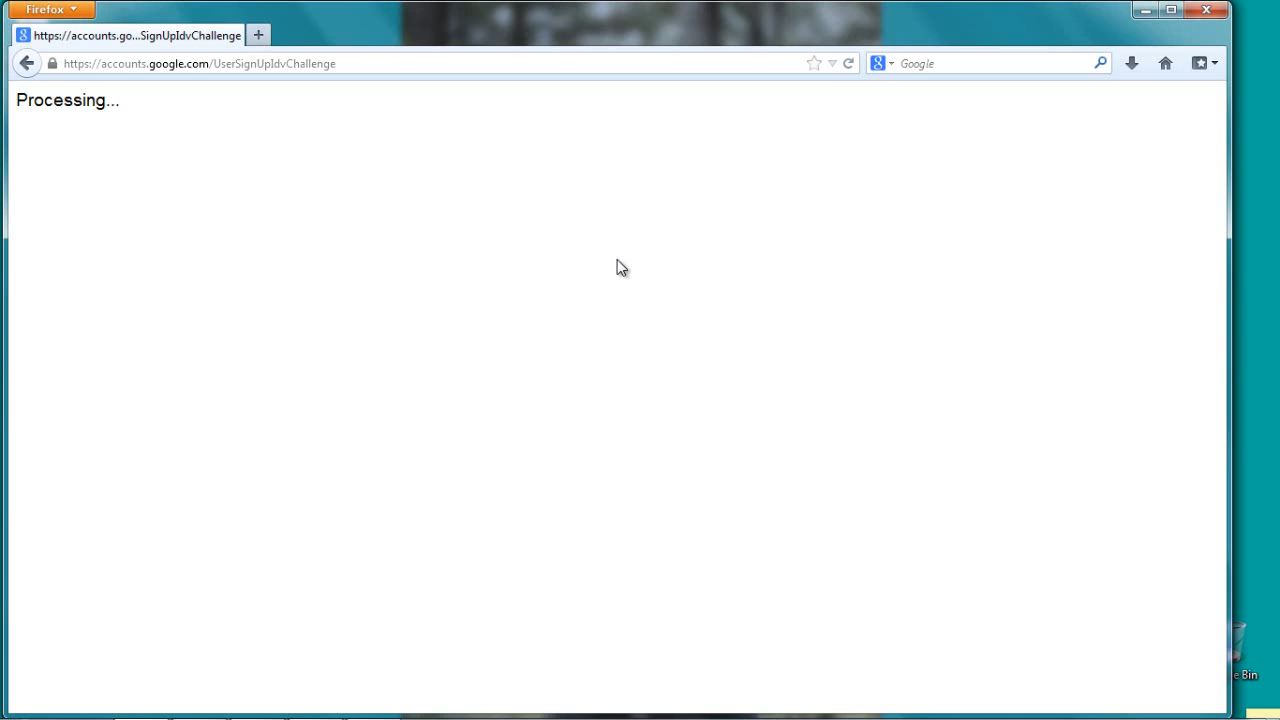 Firefox
https://accounts.go...SignUpIdvChallenge
https://accounts.google.com/UserSignUpIdvChallenge
Google
Processing...
e Bin